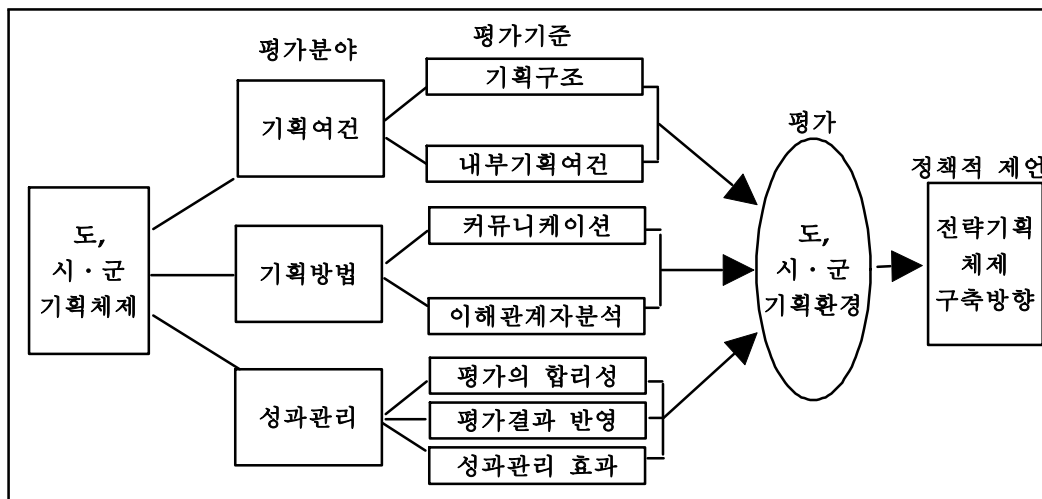 평가분야
평가기준
기획구조
기획여건
내부기획여건
평가
정책적 제언
도,
시 · 군
기획체제
기획방법
커뮤니케이션
이해관계자분석
도,
시 · 군
기획환경
전략기획
체제
구축방향
성과관리
평가의 합리성
평가결과 반영
성과관리 효과